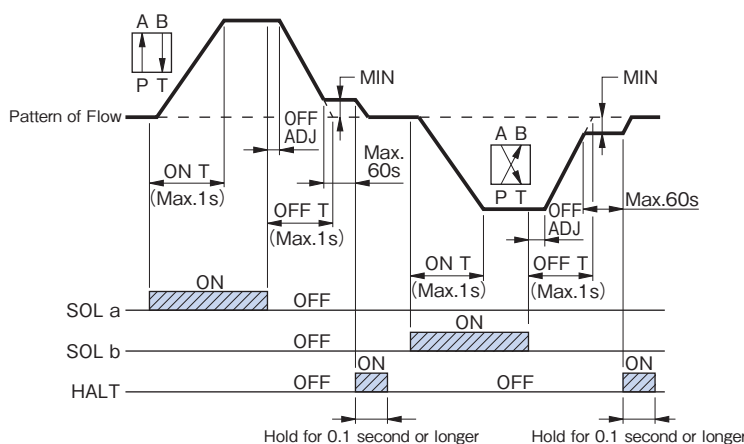 A B
P T
MIN
MIN
Pattern of Flow
OFF
ADJ
A B
P T
Max.
60s
ON T
(Max.1s)
OFF T
(Max.1s)
OFF
ADJ
Max.60s
ON T
(Max.1s)
OFF T
(Max.1s)
ON
SOL a
OFF
SOL b
OFF
ON
HALT
OFF
ON
OFF
ON
Hold for 0.1 second or longer
Hold for 0.1 second or longer